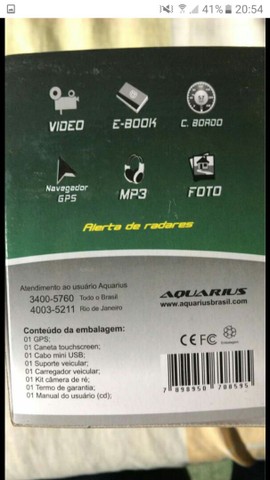 41% 20:54
VIDEO E-BOOK C. BORDO
Navegador GPS MP3 FOTO
Alerta de radares
Atendimento ao usuário Aquarius
3400-5760 Todo o Brasil
4003-5211 Rio de Janeiro
AQUARIUS
www.aquariusbrasil.com
Conteúdo da embalagem:
01 GPS;
01 Caneta touchscreen;
01 Cabo mini USB;
01 Suporte veicular;
01 Carregador veicular;
01 Kit câmera de ré;
01 Termo de garantia;
01 Manual do usuário (cd);
CE FC
7 898950 708595